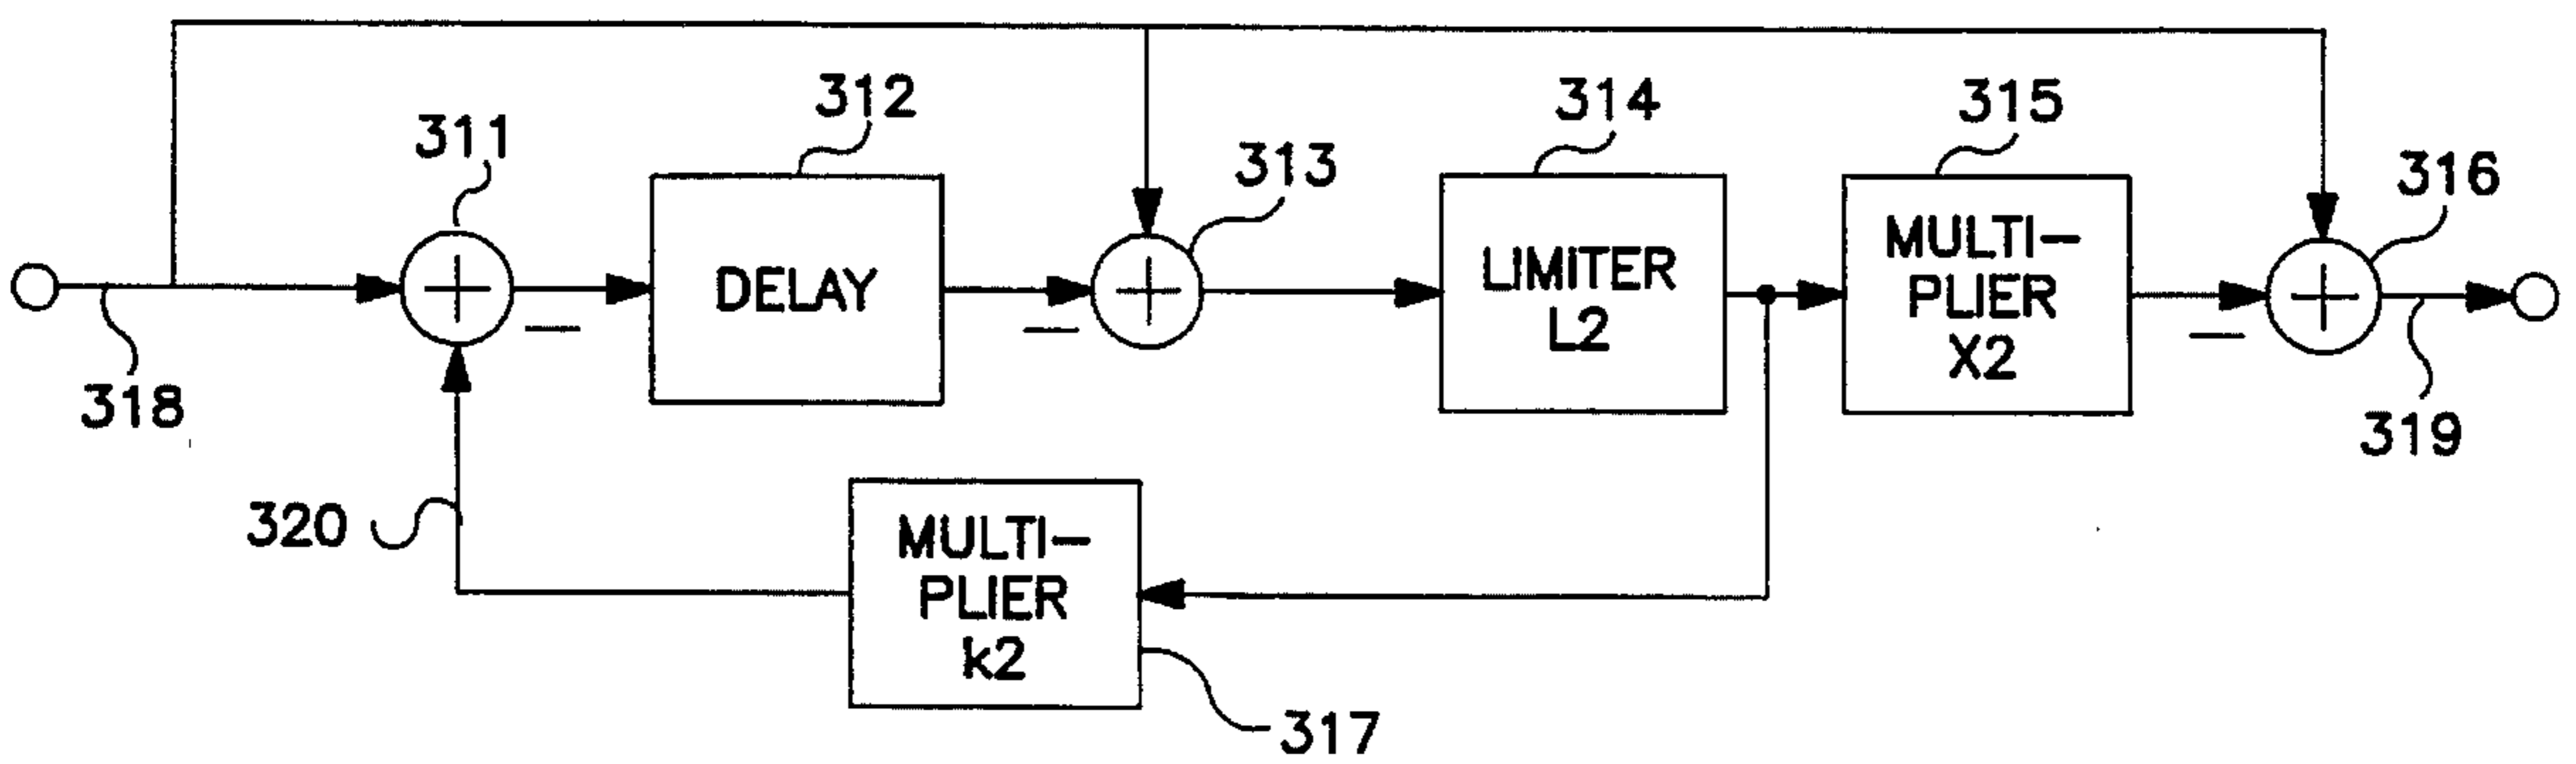 311
312
313
314
315
316
DELAY
LIMITER
L2
MULTI-
PLIER
X2
318
319
320
MULTI-
PLIER
k2
317